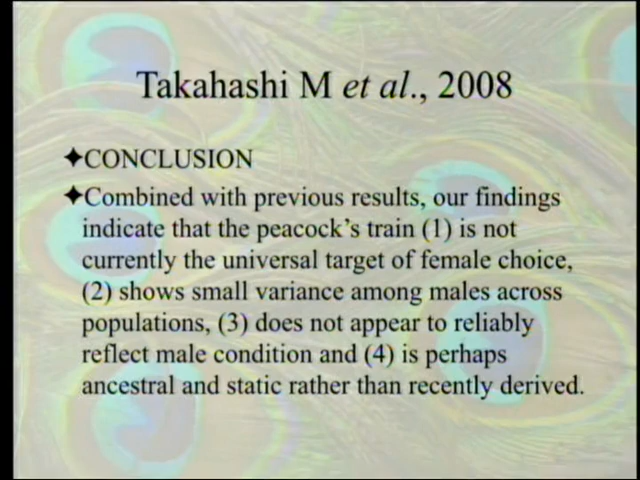 Takahashi M et al., 2008
✦CONCLUSION
✦Combined with previous results, our findings
indicate that the peacock's train (1) is not
currently the universal target of female choice,
(2) shows small variance among males across
populations, (3) does not appear to reliably
reflect male condition and (4) is perhaps
ancestral and static rather than recently derived.